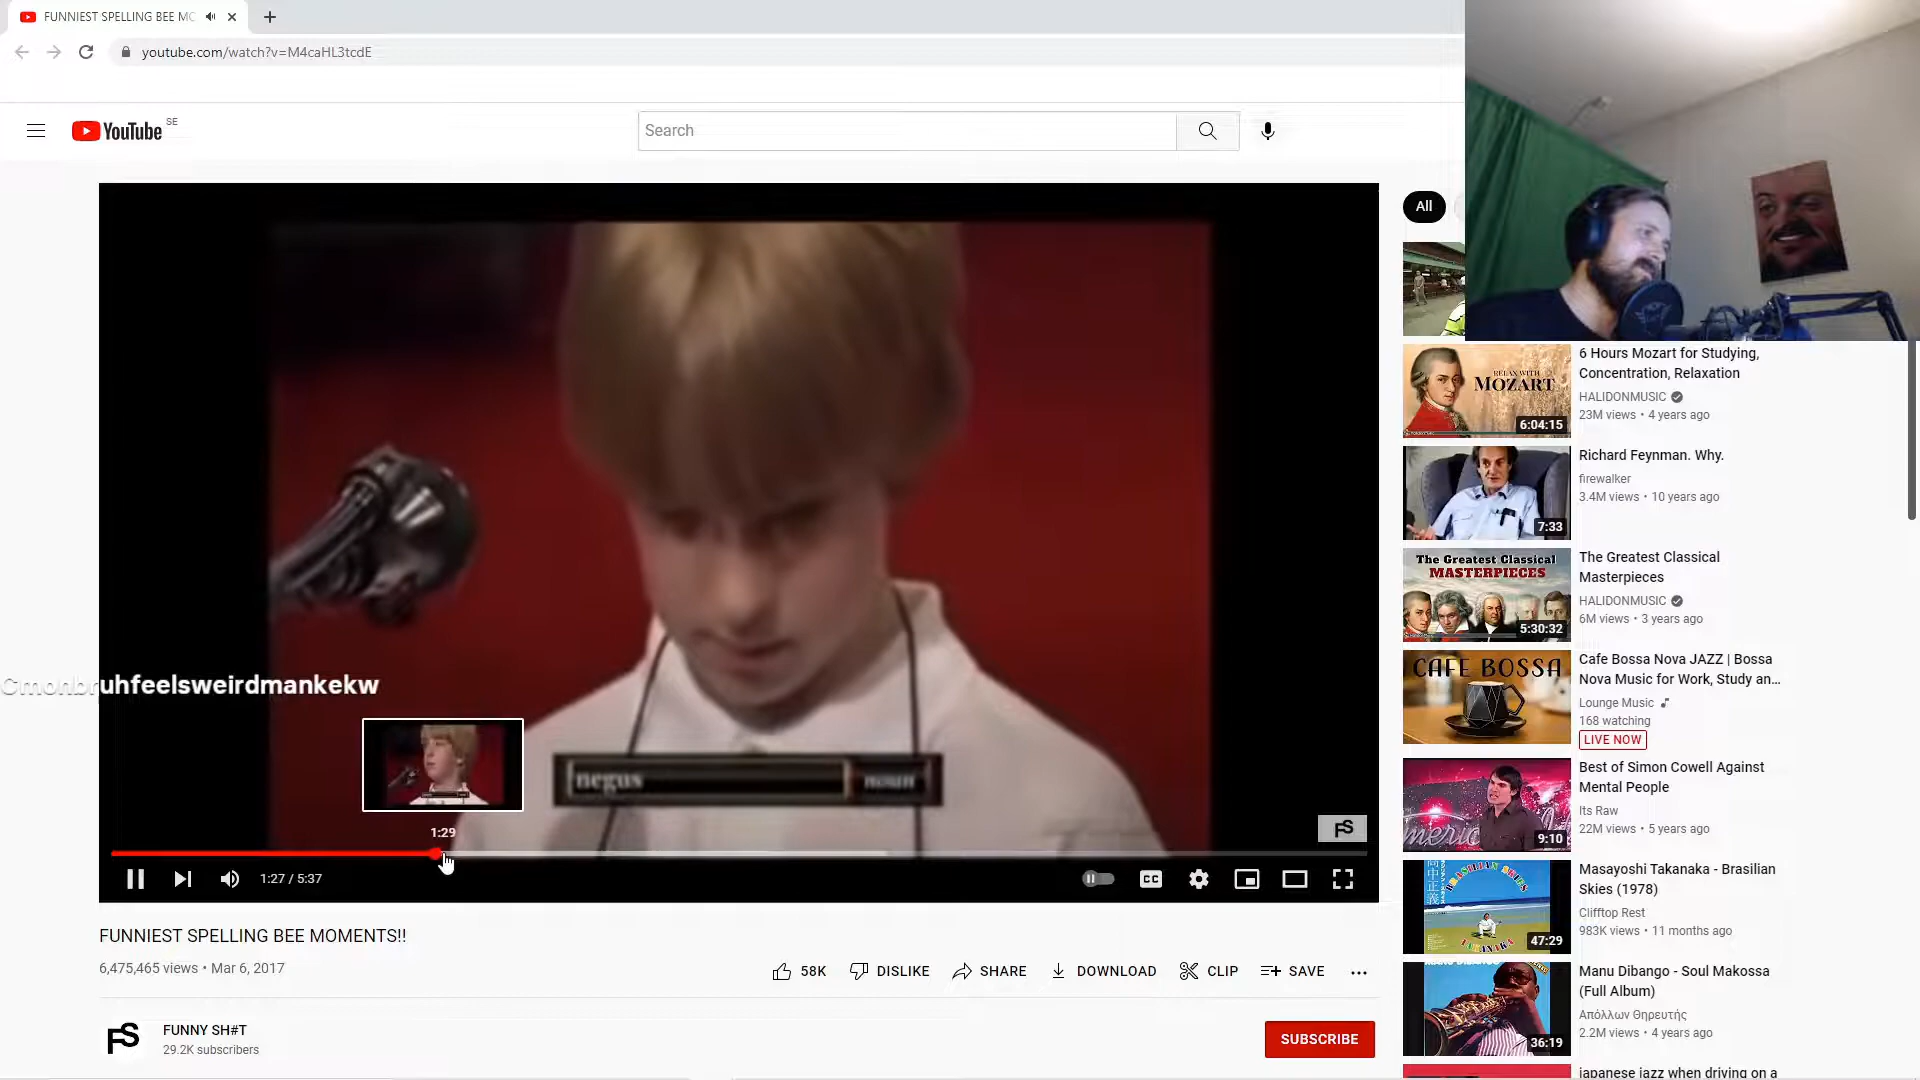 FUNNIEST SPELLING BEE MO
youtube.com/watch?v=M4caHL3tcdE
YouTube SE
Search
All
negus noun
Cmonbruhfeelsweirdmankekw
1:29
FS
1:27 / 5:37
CC
FUNNIEST SPELLING BEE MOMENTS!!
6,475,465 views • Mar 6, 2017
58K DISLIKE SHARE DOWNLOAD CLIP SAVE
FS
FUNNY SH#T
29.2K subscribers
SUBSCRIBE
RELAX WITH
MOZART
6:04:15
6 Hours Mozart for Studying,
Concentration, Relaxation
HALIDONMUSIC
23M views • 4 years ago
7:33
Richard Feynman. Why.
firewalker
3.4M views • 10 years ago
The Greatest Classical
MASTERPIECES
5:30:32
The Greatest Classical
Masterpieces
HALIDONMUSIC
6M views • 3 years ago
CAFE BOSSA
Cafe Bossa Nova JAZZ | Bossa
Nova Music for Work, Study an...
Lounge Music
168 watching
LIVE NOW
9:10
Best of Simon Cowell Against
Mental People
Its Raw
22M views • 5 years ago
BRASILIAN SKIES
TAKANAKA
47:29
Masayoshi Takanaka - Brasilian
Skies (1978)
Clifftop Rest
983K views • 11 months ago
36:19
Manu Dibango - Soul Makossa
(Full Album)
Απόλλων Θηρευτής
2.2M views • 4 years ago
japanese jazz when driving on a